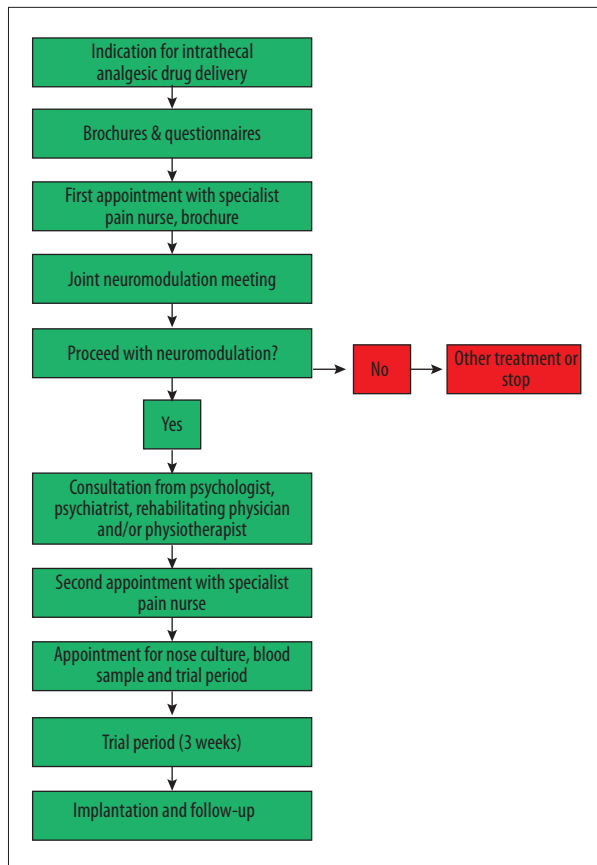 Indication for intrathecal
analgesic drug delivery
Brochures & questionnaires
First appointment with specialist
pain nurse, brochure
Joint neuromodulation meeting
Proceed with neuromodulation?
No
Other treatment or
stop
Yes
Consultation from psychologist,
psychiatrist, rehabilitating physician
and/or physiotherapist
Second appointment with specialist
pain nurse
Appointment for nose culture, blood
sample and trial period
Trial period (3 weeks)
Implantation and follow-up